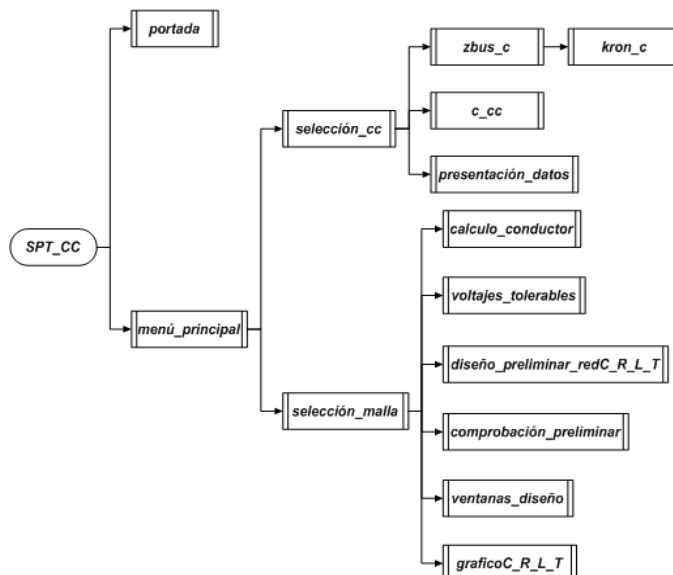 portada
zbus_c
kron_c
c_cc
selección_cc
presentación_datos
calculo_conductor
SPT_CC
voltajes_tolerables
menú_principal
diseño_preliminar_redC_R_L_T
selección_malla
comprobación_preliminar
ventanas_diseño
graficoC_R_L_T